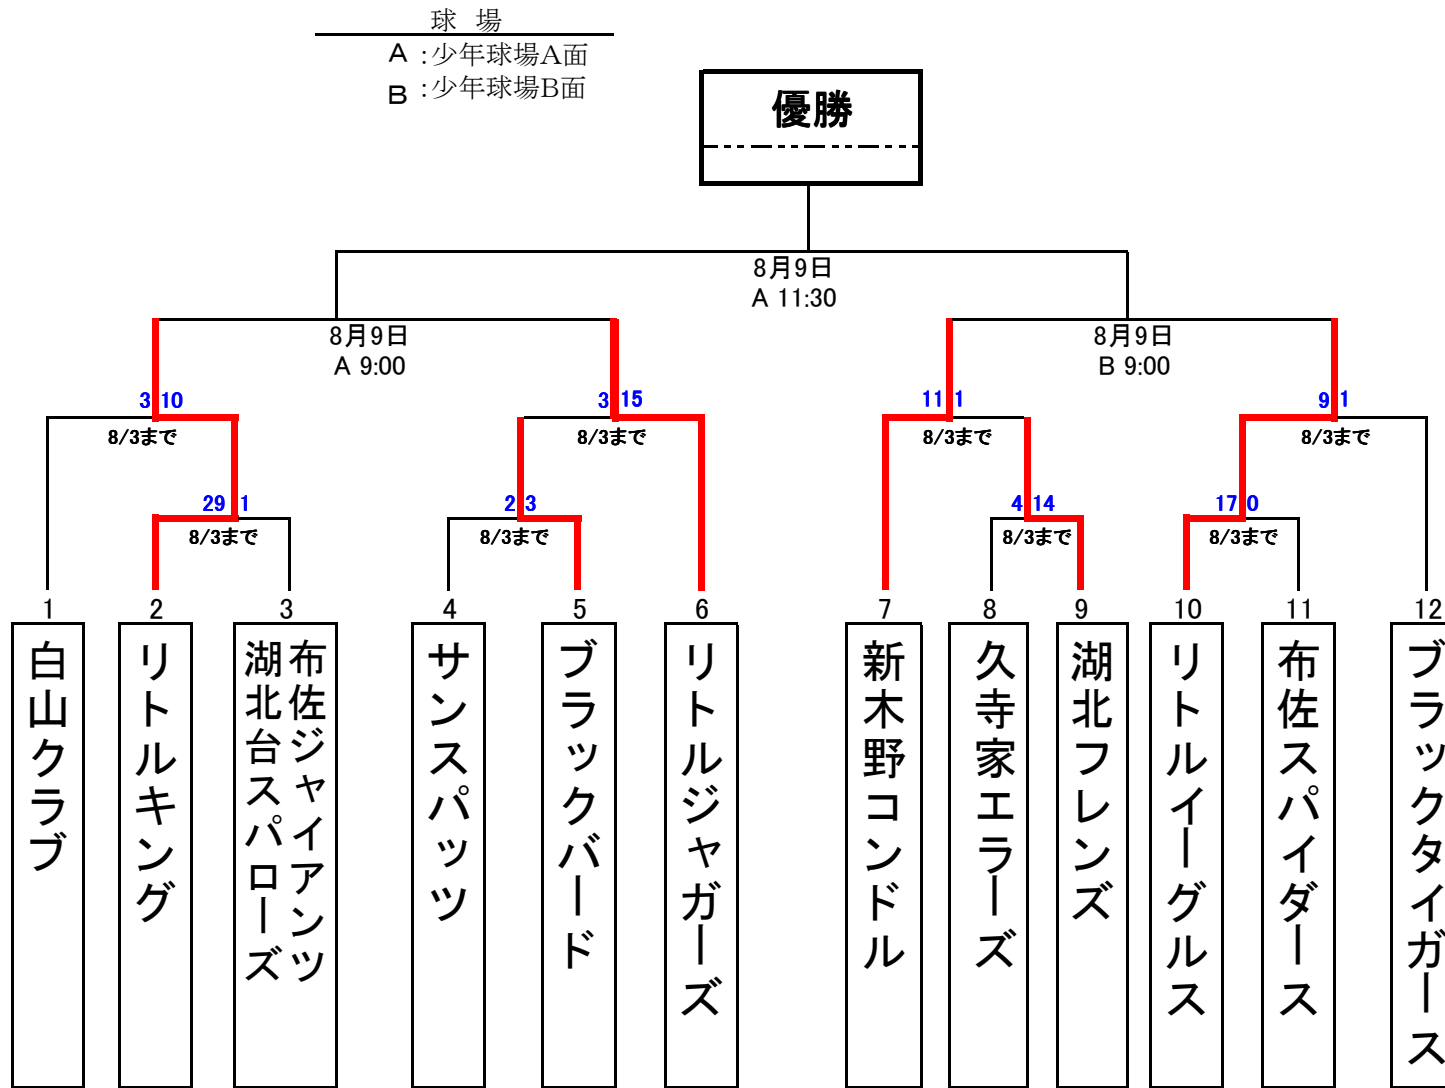 球 場
A :少年球場A面
B :少年球場B面
優勝
8月9日
A 11:30
8月9日
A 9:00
8月9日
B 9:00
3 10
8/3まで
3 15
8/3まで
11 1
8/3まで
9 1
8/3まで
29 1
8/3まで
2 3
8/3まで
4 14
8/3まで
17 0
8/3まで
1
2
3
4
5
6
7
8
9
10
11
12
白山クラブ
リトルキング
布佐ジャイアンツ
湖北台スパローズ
サンスパッツ
ブラックバード
リトルジャガーズ
新木野コンドル
久寺家エラーズ
湖北フレンズ
リトルイーグルス
布佐スパイダース
ブラックタイガース